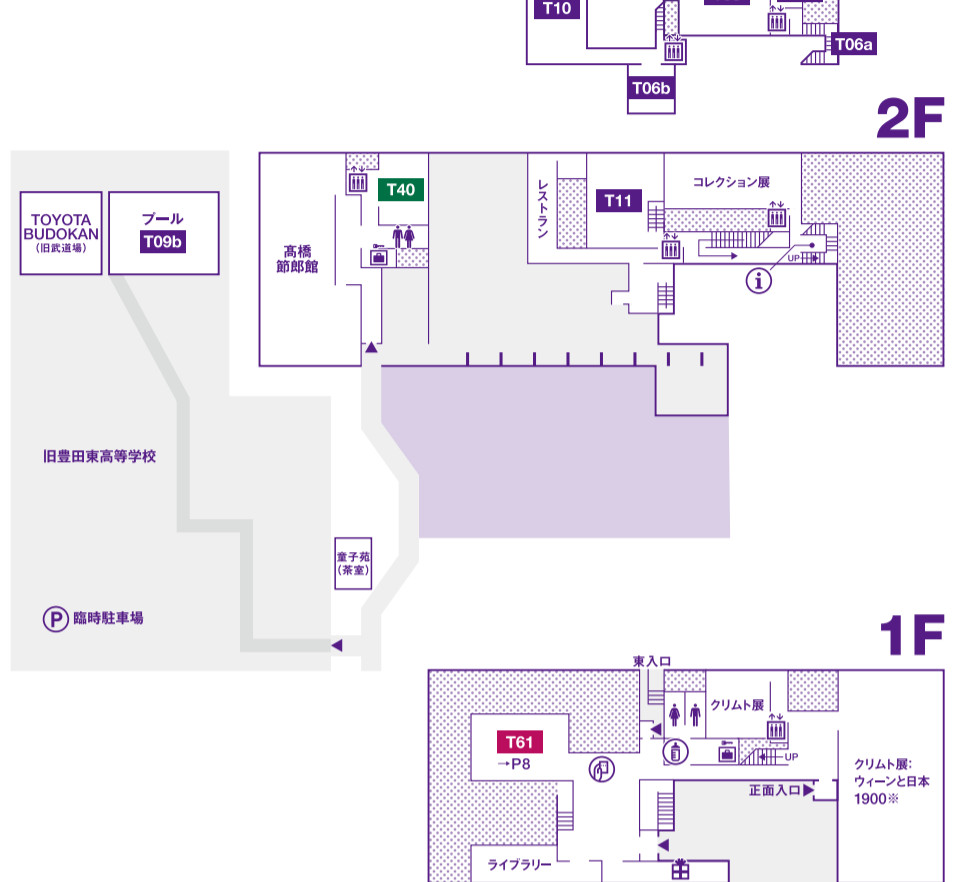 T10
T06a
T06b
2F
TOYOTA
BUDOKAN
（旧武道場）
プール
T09b
T40
髙橋
節郎館
レストラン
T11
コレクション展
UP
i
旧豊田東高等学校
童子苑
（茶室）
P 臨時駐車場
1F
東入口
クリムト展
T61
→P8
UP
正面入口
クリムト展：
ウィーンと日本
1900※
ライブラリー